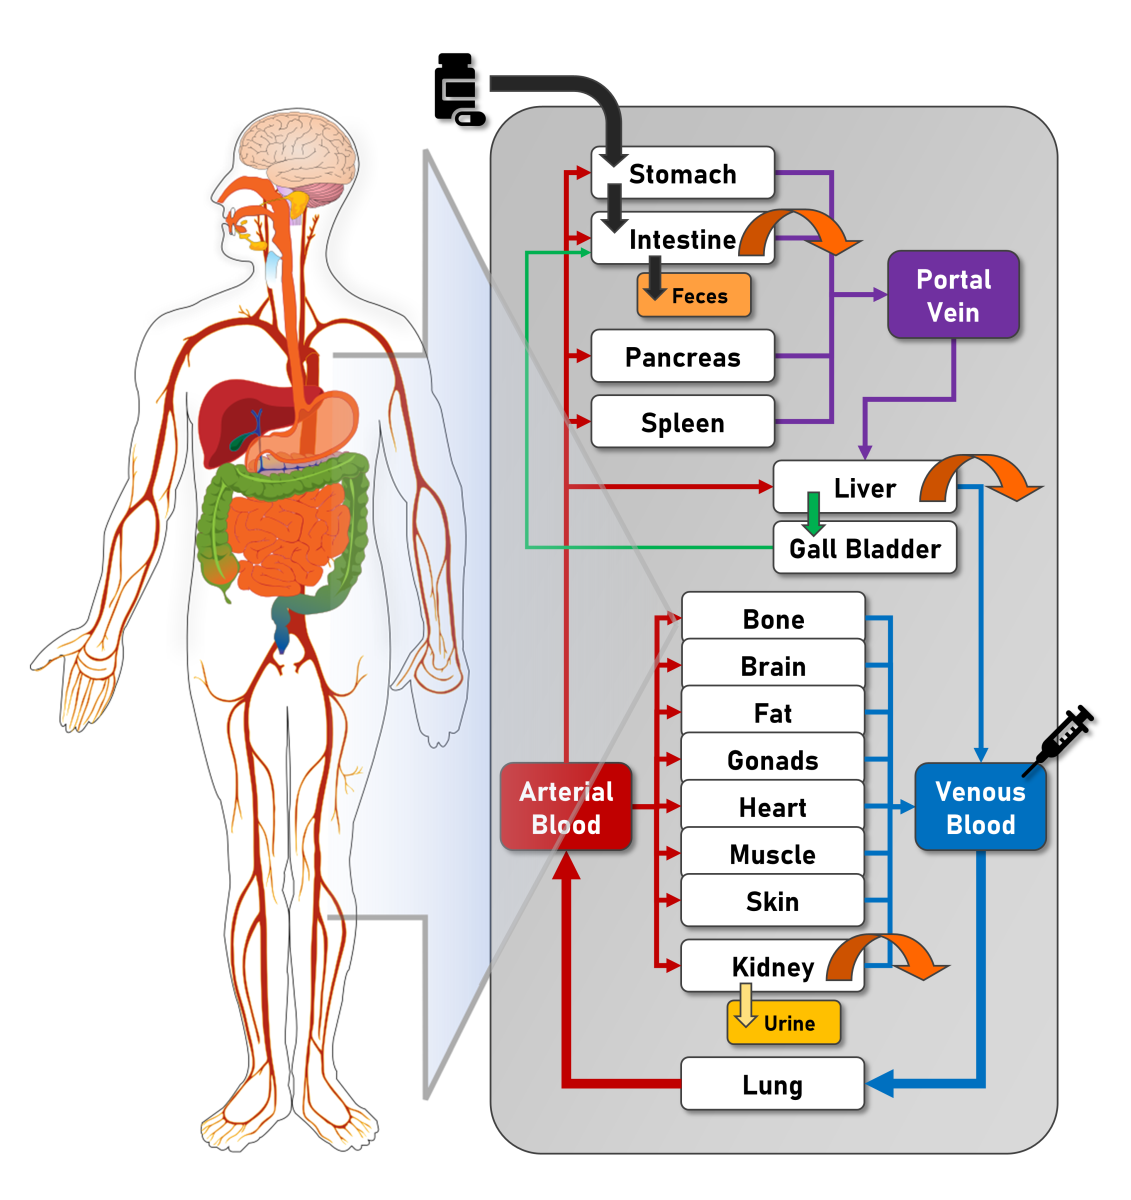 Stomach
Intestine
Feces
Portal
Vein
Pancreas
Spleen
Liver
Gall Bladder
Bone
Brain
Fat
Gonads
Arterial
Blood
Heart
Venous
Blood
Muscle
Skin
Kidney
Urine
Lung